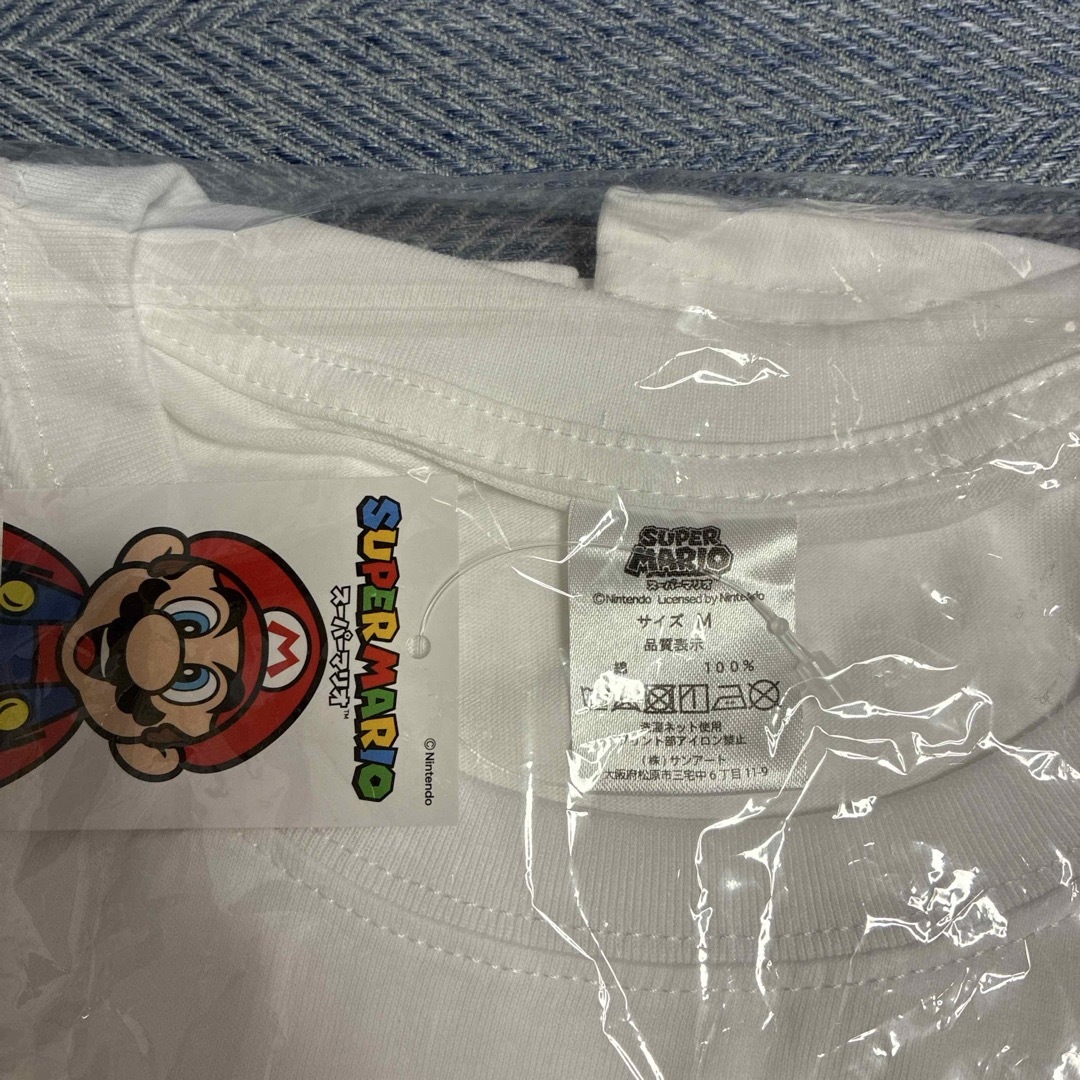 SUPER MARIO
スーパーマリオ™
©Nintendo
M
SUPER
MARIO
スーパーマリオ
©Nintendo Licensed by Nintendo
サイズ M
品質表示
綿 100%
洗濯ネット使用
プリント部アイロン禁止
(株)サンアート
大阪府松原市三宅中6丁目11-9